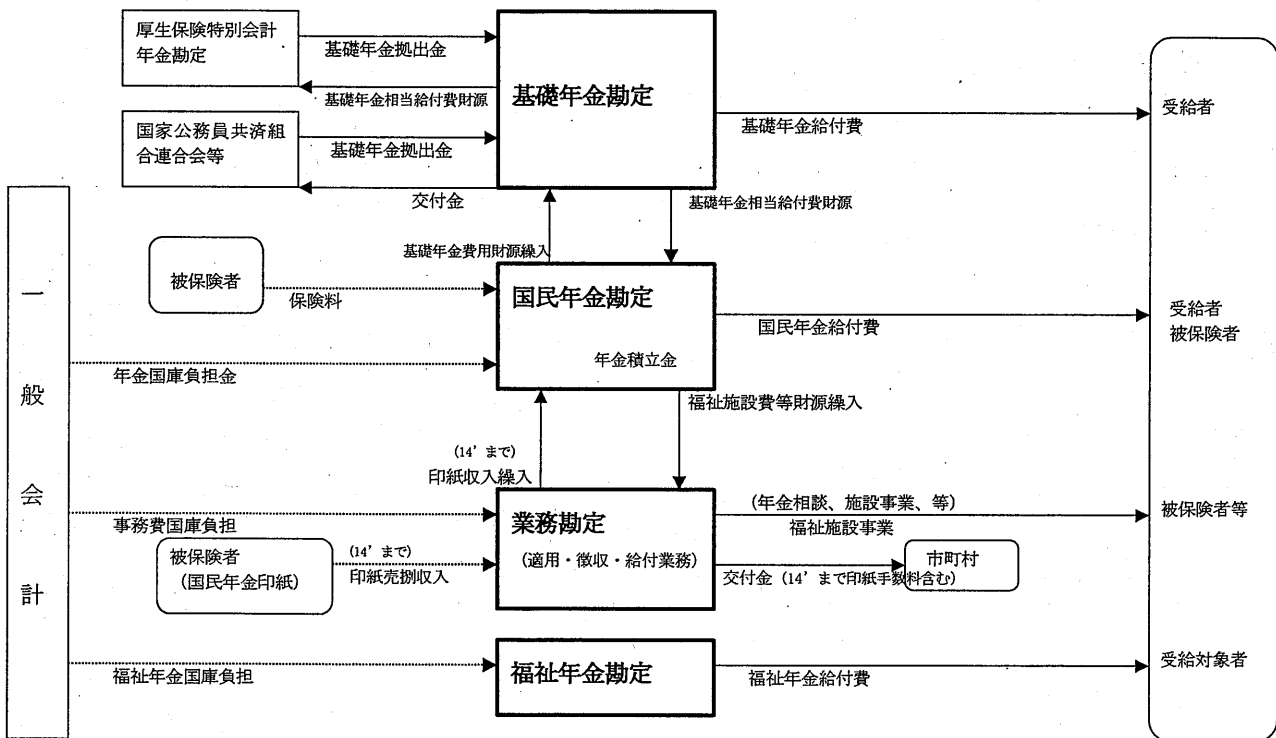 厚生保険特別会計
年金勘定
基礎年金拠出金
基礎年金相当給付費財源
国家公務員共済組
合連合会等
基礎年金拠出金
交付金
基礎年金勘定
基礎年金給付費
受給者
基礎年金費用財源繰入
基礎年金相当給付費財源
一般会計
被保険者
保険料
国民年金勘定
年金積立金
国民年金給付費
受給者
被保険者
年金国庫負担金
福祉施設費等財源繰入
(14’まで)
印紙収入繰入
事務費国庫負担
業務勘定
(適用・徴収・給付業務)
(年金相談、施設事業、等)
福祉施設事業
被保険者等
被保険者
(国民年金印紙)
(14’まで)
印紙売捌収入
交付金(14’まで印紙手数料含む)
市町村
福祉年金国庫負担
福祉年金勘定
福祉年金給付費
受給対象者